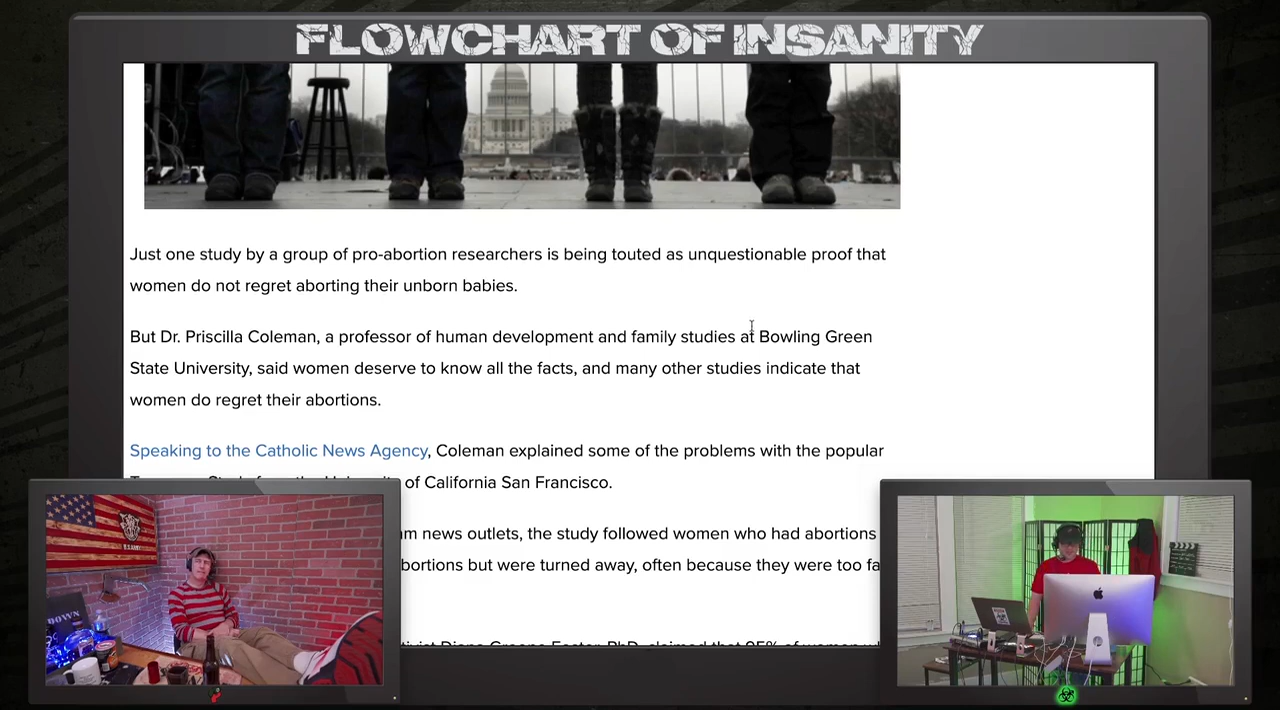 FLOWCHART OF INSANITY
Just one study by a group of pro-abortion researchers is being touted as unquestionable proof that
women do not regret aborting their unborn babies.
But Dr. Priscilla Coleman, a professor of human development and family studies at Bowling Green
State University, said women deserve to know all the facts, and many other studies indicate that
women do regret their abortions.
Speaking to the Catholic News Agency, Coleman explained some of the problems with the popular
of California San Francisco.
news outlets, the study followed women who had abortions
but were turned away, often because they were too
DOWN
U.S. ARMY